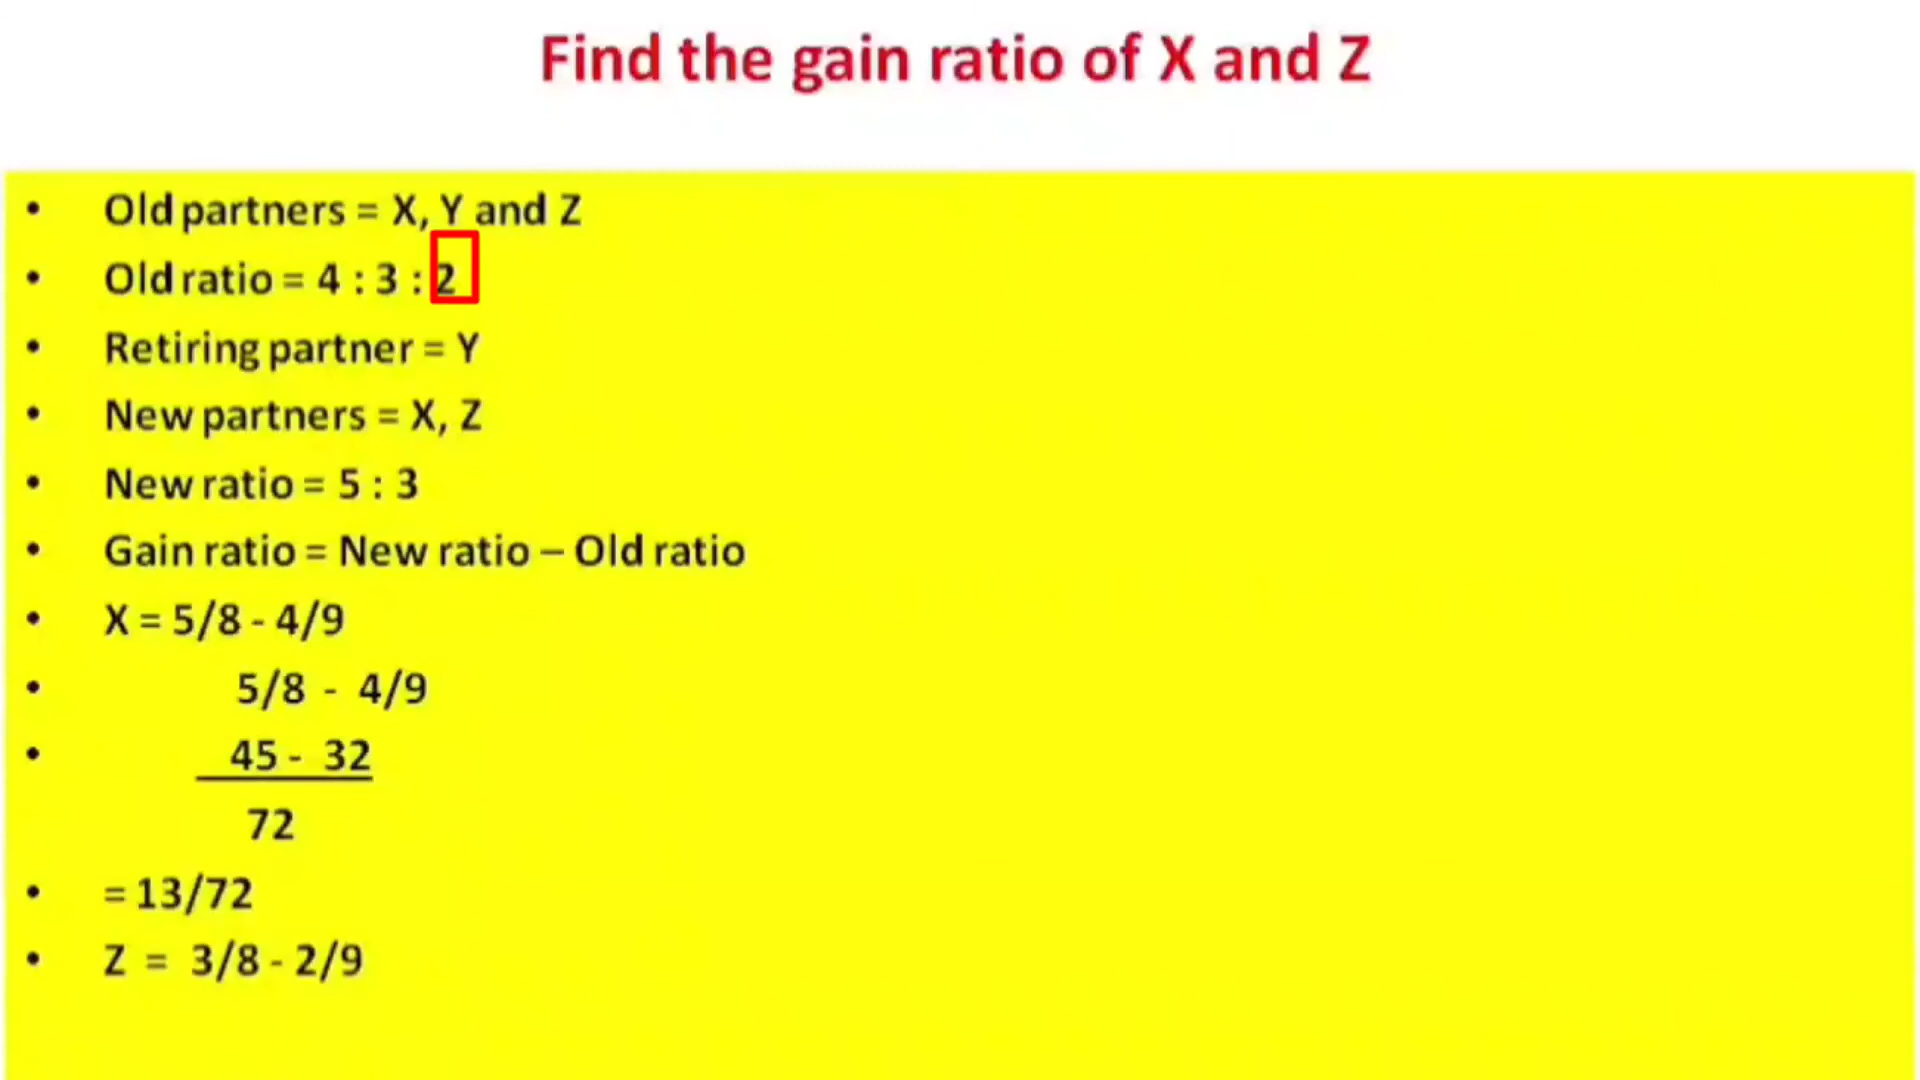 Find the gain ratio of X and Z
• Old partners = X, Y and Z
• Old ratio = 4 : 3 : 2
• Retiring partner = Y
• New partners = X, Z
• New ratio = 5 : 3
• Gain ratio = New ratio – Old ratio
• X = 5/8 - 4/9
• 5/8 - 4/9
• 45 - 32
72
• = 13/72
• Z = 3/8 - 2/9